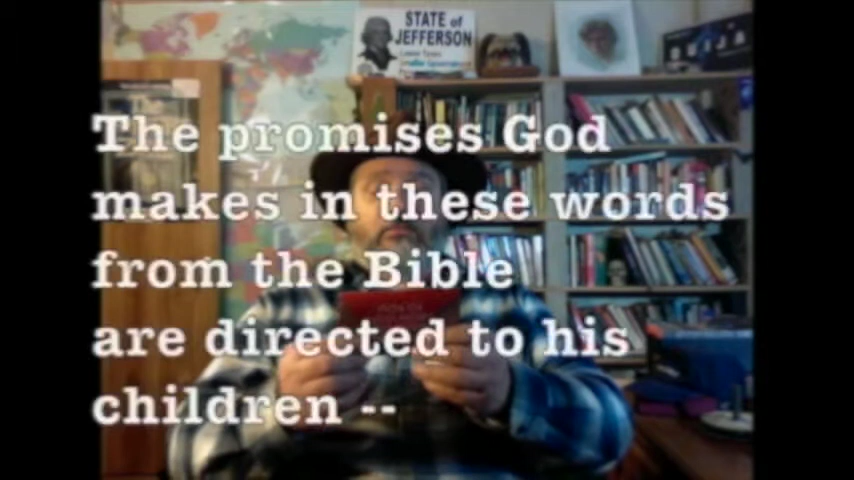 STATE of
JEFFERSON
The promises God
makes in these words
from the Bible
are directed to his
children --